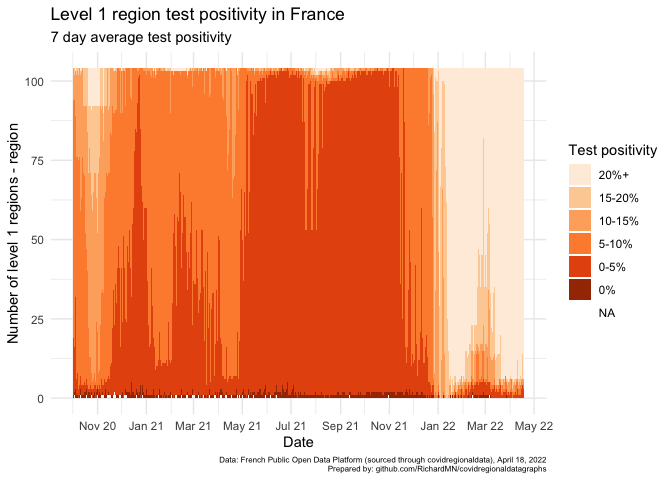 Level 1 region test positivity in France
7 day average test positivity
Number of level 1 regions - region
100
75
50
25
0
Nov 20 Jan 21 Mar 21 May 21 Jul 21 Sep 21 Nov 21 Jan 22 Mar 22 May 22
Date
Test positivity
20%+
15-20%
10-15%
5-10%
0-5%
0%
NA
Data: French Public Open Data Platform (sourced through covidregionaldata), April 18, 2022
Prepared by: github.com/RichardMN/covidregionaldatagraphs